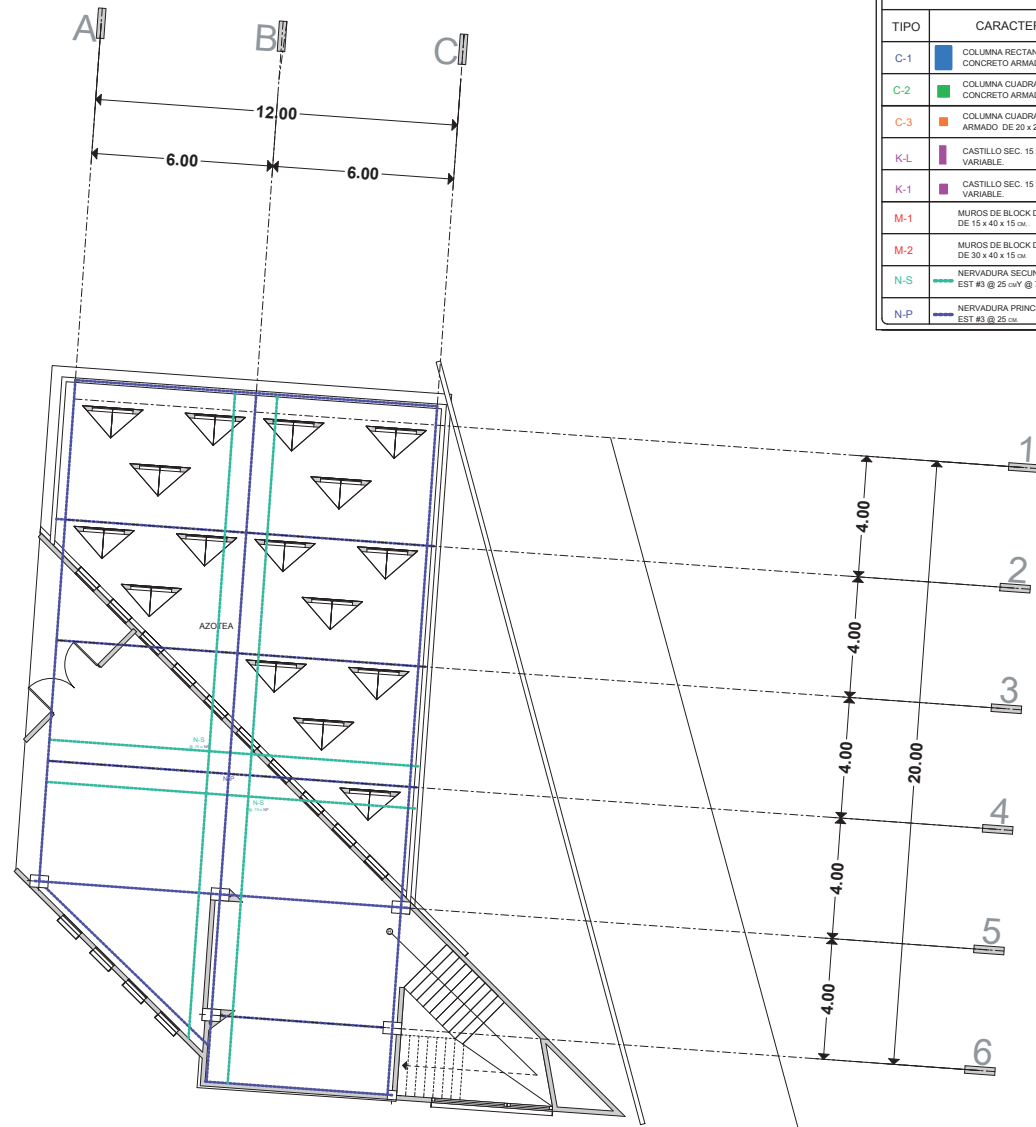 A
B
C
12.00
6.00
6.00
TIPO CARACTER
C-1 COLUMNA RECTAN
CONCRETO ARMAD
C-2 COLUMNA CUADRA
CONCRETO ARMAD
C-3 COLUMNA CUADRA
ARMADO DE 20 x 2
K-L CASTILLO SEC. 15
VARIABLE.
K-1 CASTILLO SEC. 15
VARIABLE.
M-1 MUROS DE BLOCK D
DE 15 x 40 x 15 CM.
M-2 MUROS DE BLOCK D
DE 30 x 40 x 15 CM
N-S NERVADURA SECUN
EST #3 @ 25 CM Y @
N-P NERVADURA PRINC
EST #3 @ 25 CM.
1
4.00
2
4.00
AZOTEA
3
4.00
20.00
N-S
N-P
N-S
4
4.00
5
4.00
6